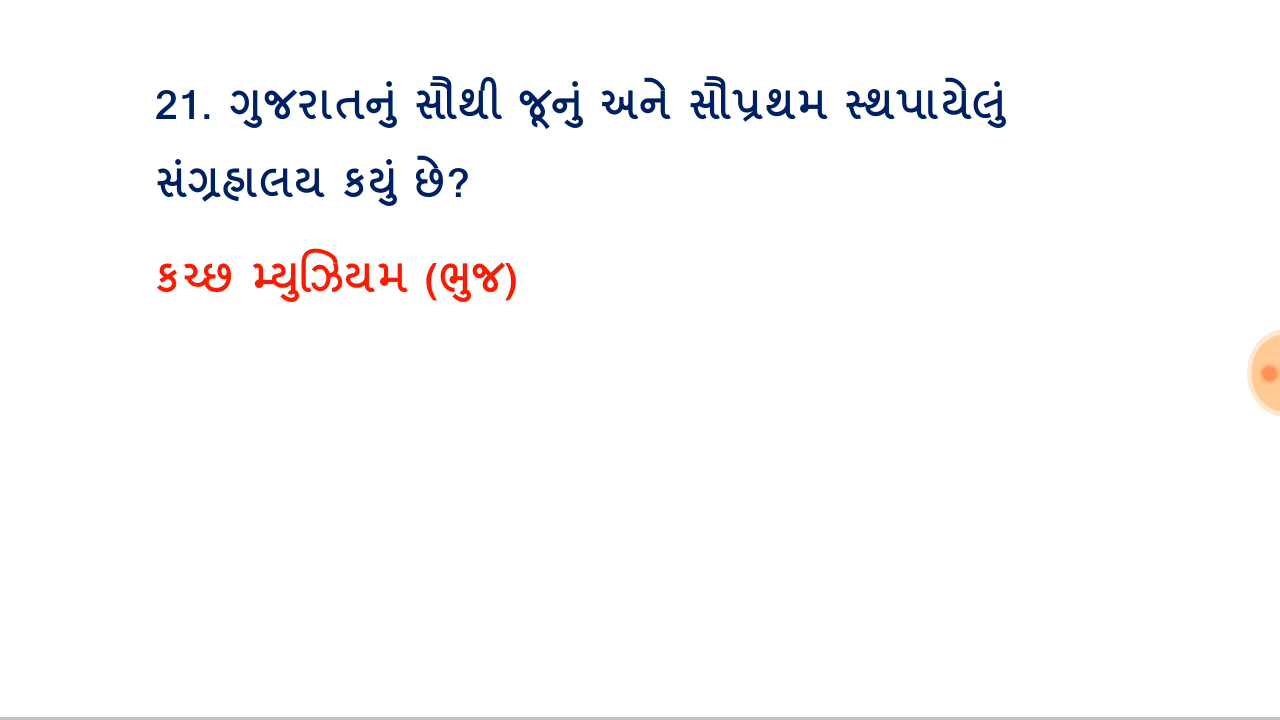 21. ગુજરાતનું સૌથી જૂનું અને સૌપ્રથમ સ્થપાયેલું
સંગ્રહાલય કયું છે?
કચ્છ મ્યુઝિયમ (ભુજ)